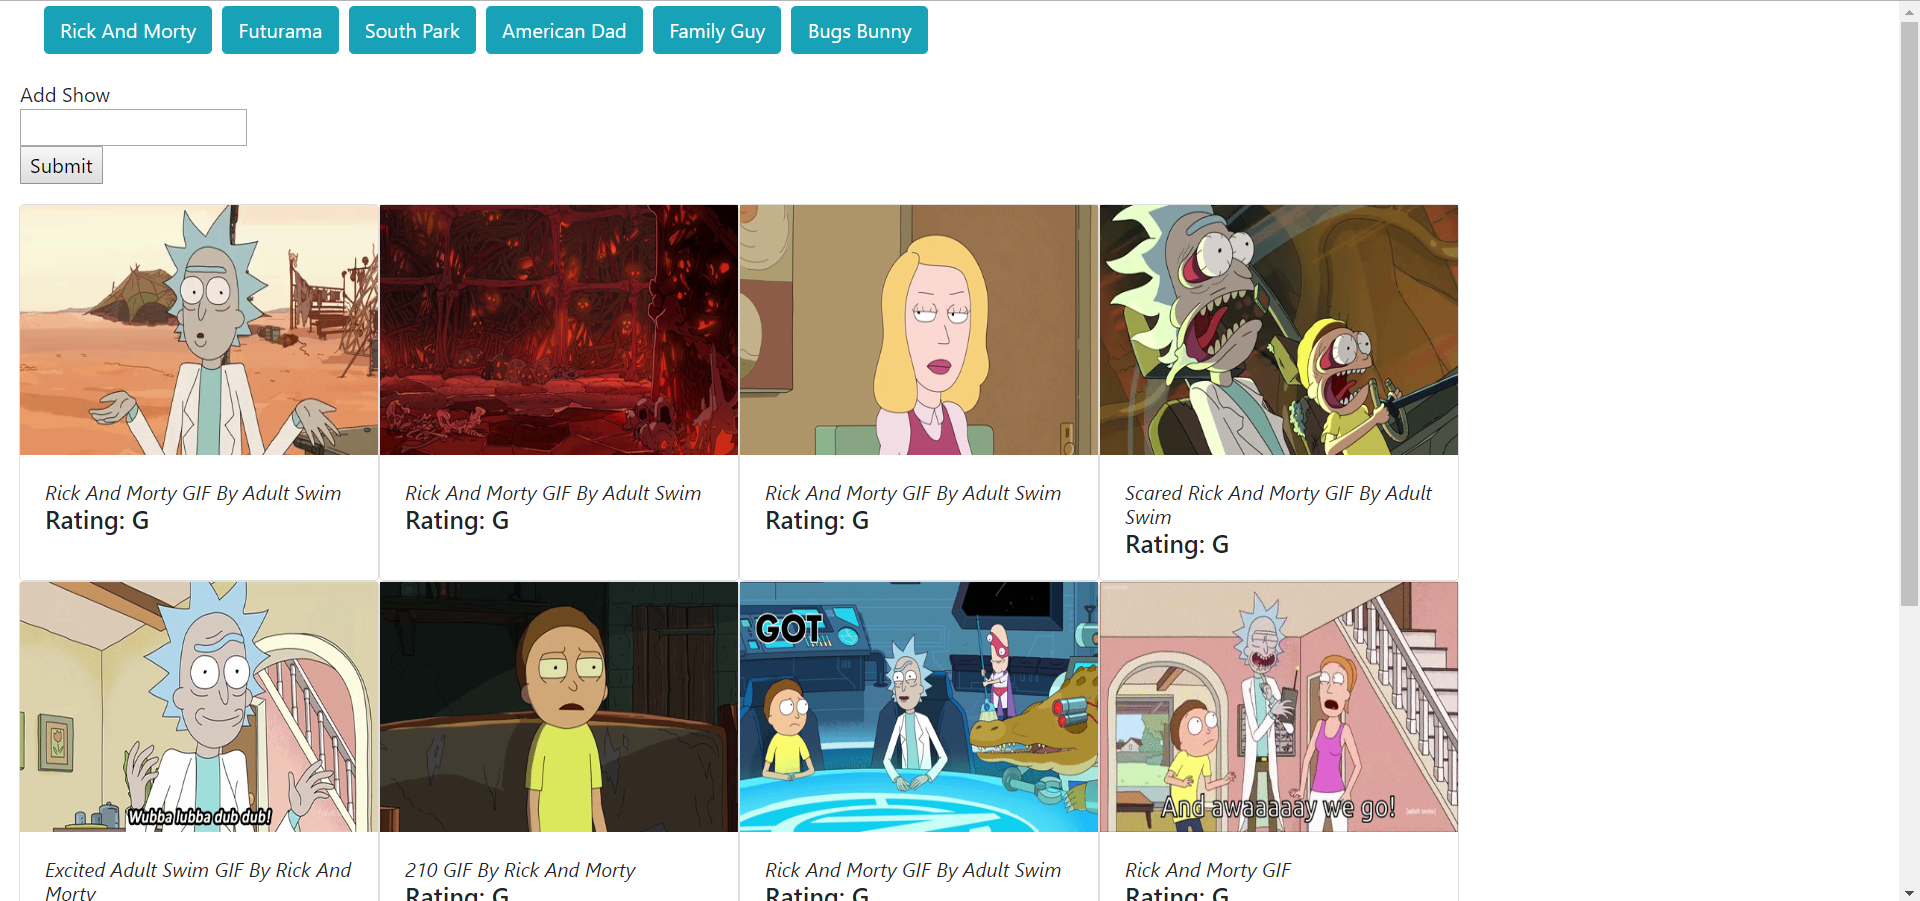 Rick And Morty
Futurama
South Park
American Dad
Family Guy
Bugs Bunny
Add Show
Submit
Rick And Morty GIF By Adult Swim
Rating: G
Rick And Morty GIF By Adult Swim
Rating: G
Rick And Morty GIF By Adult Swim
Rating: G
Scared Rick And Morty GIF By Adult
Swim
Rating: G
Wubba lubba dub dub!
GOT
And awaaaaay we go!
[adult swim]
Excited Adult Swim GIF By Rick And
Morty
210 GIF By Rick And Morty
Rating: G
Rick And Morty GIF By Adult Swim
Rating: G
Rick And Morty GIF
Rating: G